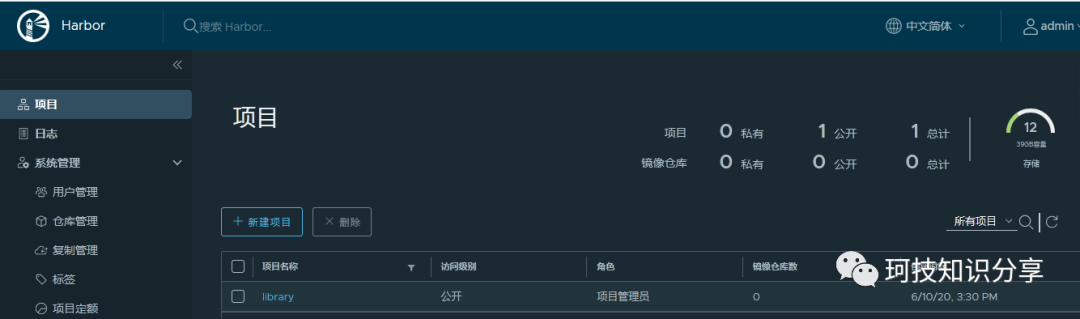 Harbor
搜索 Harbor...
中文简体
admin
项目
日志
系统管理
用户管理
仓库管理
复制管理
标签
项目定额
项目
项目 0 私有 1 公开 1 总计
镜像仓库 0 私有 0 公开 0 总计
12
39GB容量
存储
+ 新建项目
× 删除
所有项目
项目名称 访问级别 角色 镜像仓库数
library 公开 项目管理员 0 6/10/20, 3:30 PM
珂技知识分享